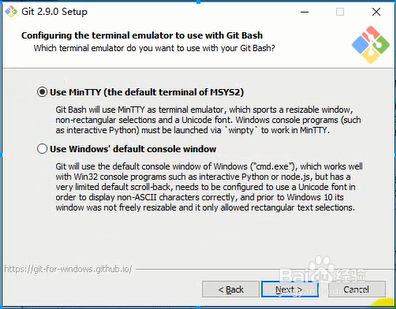 Git 2.9.0 Setup
Configuring the terminal emulator to use with Git Bash
Which terminal emulator do you want to use with your Git Bash?
Use MinTTY (the default terminal of MSYS2)
Git Bash will use MinTTY as terminal emulator, which sports a resizable window,
non-rectangular selections and a Unicode font. Windows console programs (such
as interactive Python) must be launched via `winpty` to work in MinTTY.
Use Windows' default console window
Git will use the default console window of Windows ("cmd.exe"), which works well
with Win32 console programs such as interactive Python or node.js, but has a
very limited default scroll-back, needs to be configured to use a Unicode font in
order to display non-ASCII characters correctly, and prior to Windows 10 its
window was not freely resizable and it only allowed rectangular text selections.
https://git-for-windows.github.io/
Bai 经验
< Back
Next >
Cancel